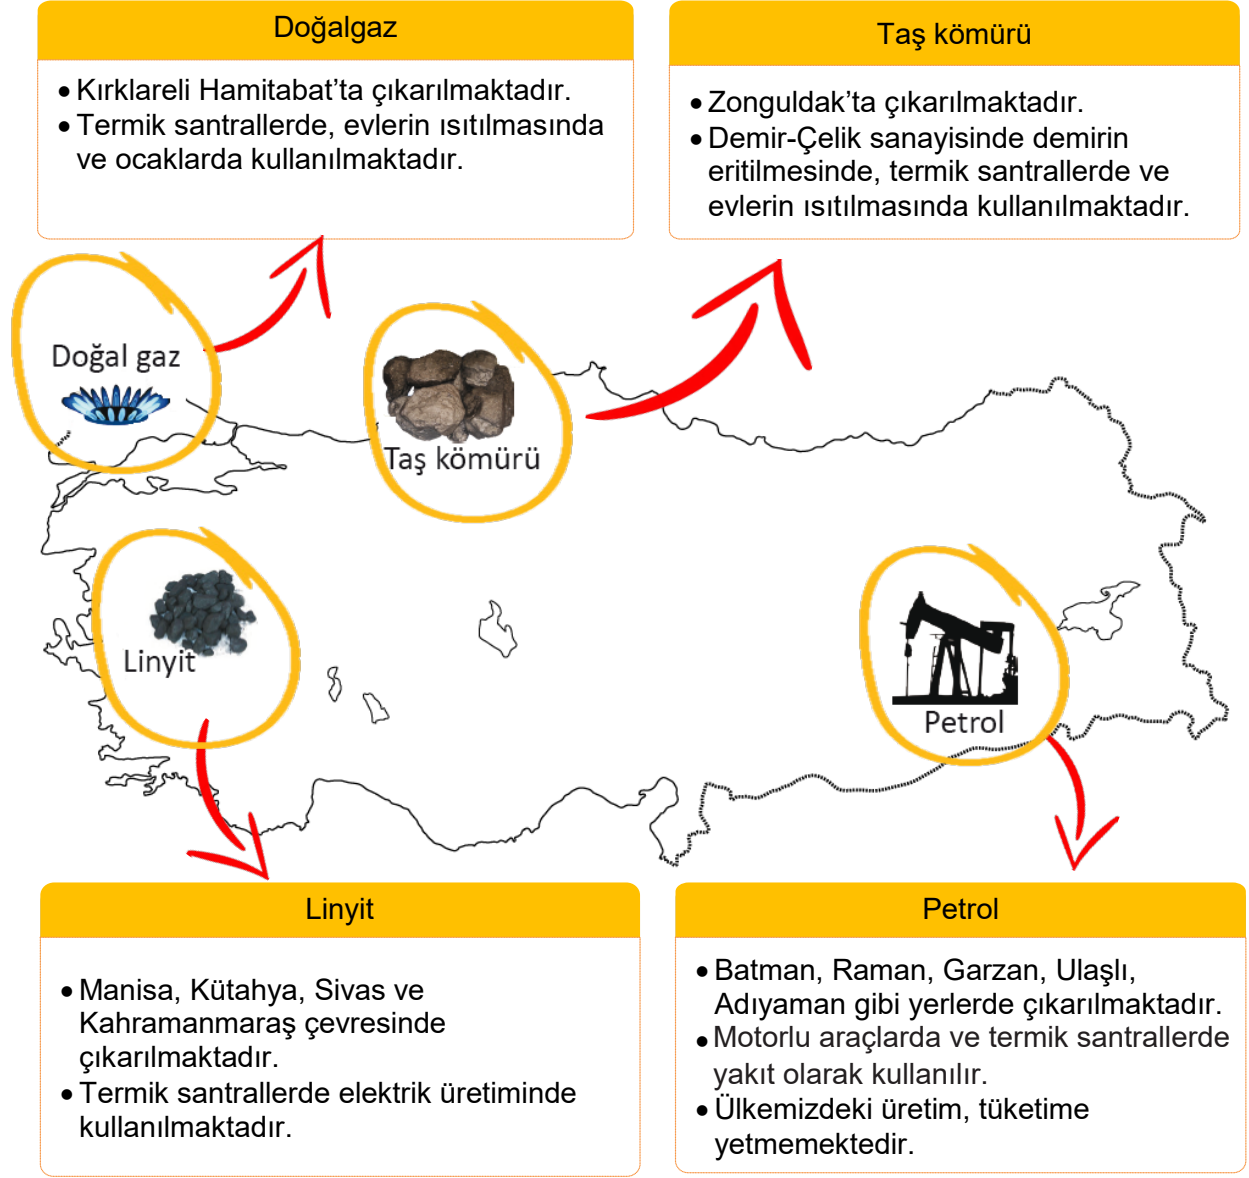 Doğalgaz
• Kırklareli Hamitabat’ta çıkarılmaktadır.
• Termik santrallerde, evlerin ısıtılmasında
ve ocaklarda kullanılmaktadır.
Taş kömürü
• Zonguldak’ta çıkarılmaktadır.
• Demir-Çelik sanayisinde demirin
eritilmesinde, termik santrallerde ve
evlerin ısıtılmasında kullanılmaktadır.
Doğal gaz
Taş kömürü
Linyit
Petrol
Linyit
• Manisa, Kütahya, Sivas ve
Kahramanmaraş çevresinde
çıkarılmaktadır.
• Termik santrallerde elektrik üretiminde
kullanılmaktadır.
Petrol
• Batman, Raman, Garzan, Ulaşlı,
Adıyaman gibi yerlerde çıkarılmaktadır.
• Motorlu araçlarda ve termik santrallerde
yakıt olarak kullanılır.
• Ülkemizdeki üretim, tüketime
yetmemektedir.